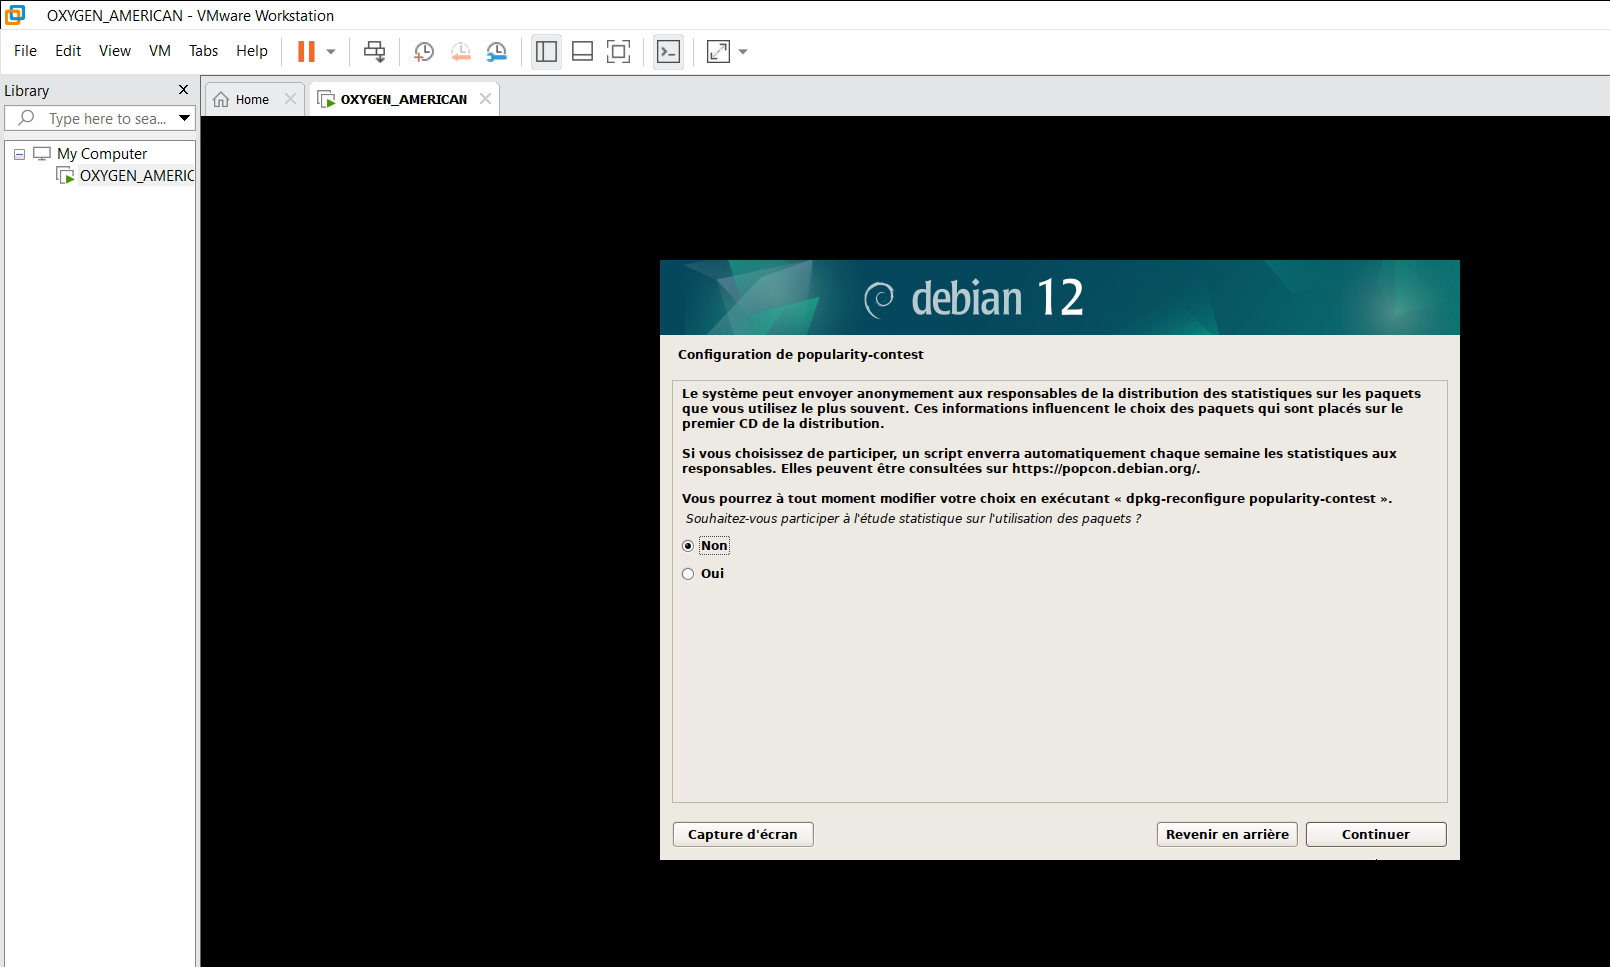 OXYGEN_AMERICAN - VMware Workstation
File Edit View VM Tabs Help
Library
Type here to sea...
My Computer
OXYGEN_AMERIC
Home
OXYGEN_AMERICAN
debian 12
Configuration de popularity-contest
Le système peut envoyer anonymement aux responsables de la distribution des statistiques sur les paquets
que vous utilisez le plus souvent. Ces informations influencent le choix des paquets qui sont placés sur le
premier CD de la distribution.
Si vous choisissez de participer, un script enverra automatiquement chaque semaine les statistiques aux
responsables. Elles peuvent être consultées sur https://popcon.debian.org/.
Vous pourrez à tout moment modifier votre choix en exécutant « dpkg-reconfigure popularity-contest ».
Souhaitez-vous participer à l'étude statistique sur l'utilisation des paquets ?
Non
Oui
Capture d'écran
Revenir en arrière
Continuer